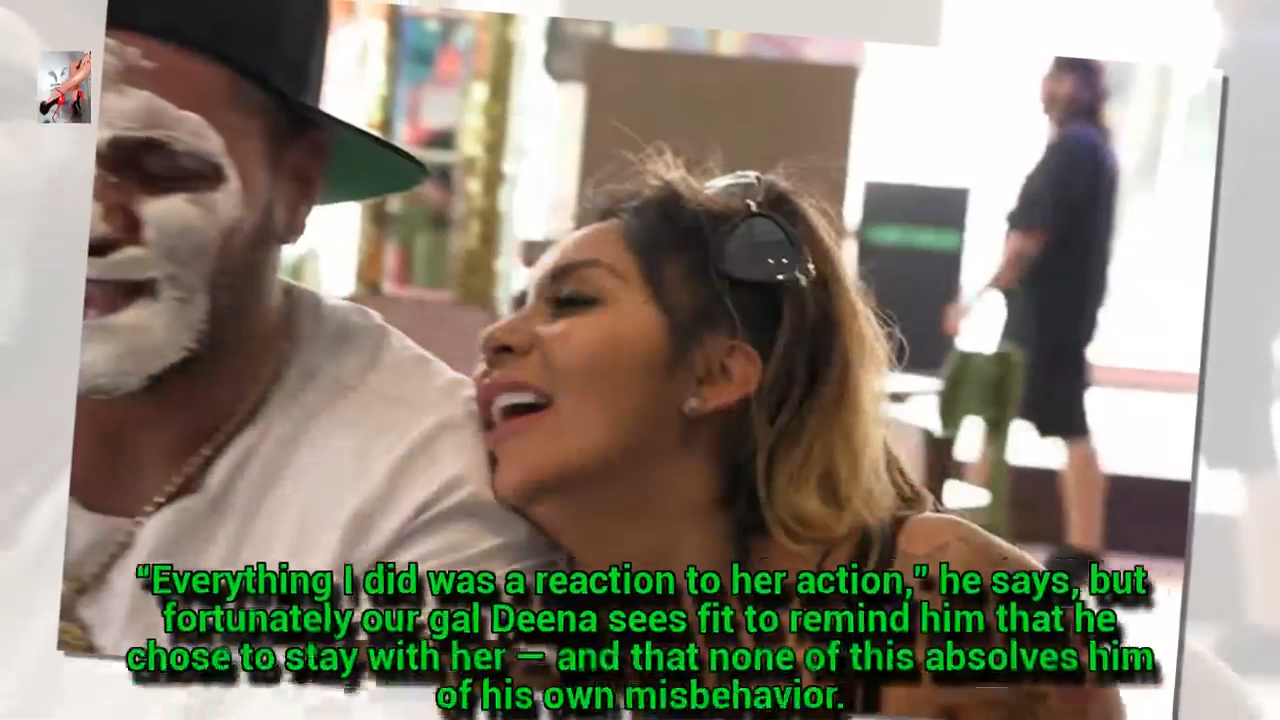 “Everything I did was a reaction to her action,” he says, but
fortunately our gal Deena sees fit to remind him that he
chose to stay with her — and that none of this absolves him
of his own misbehavior.